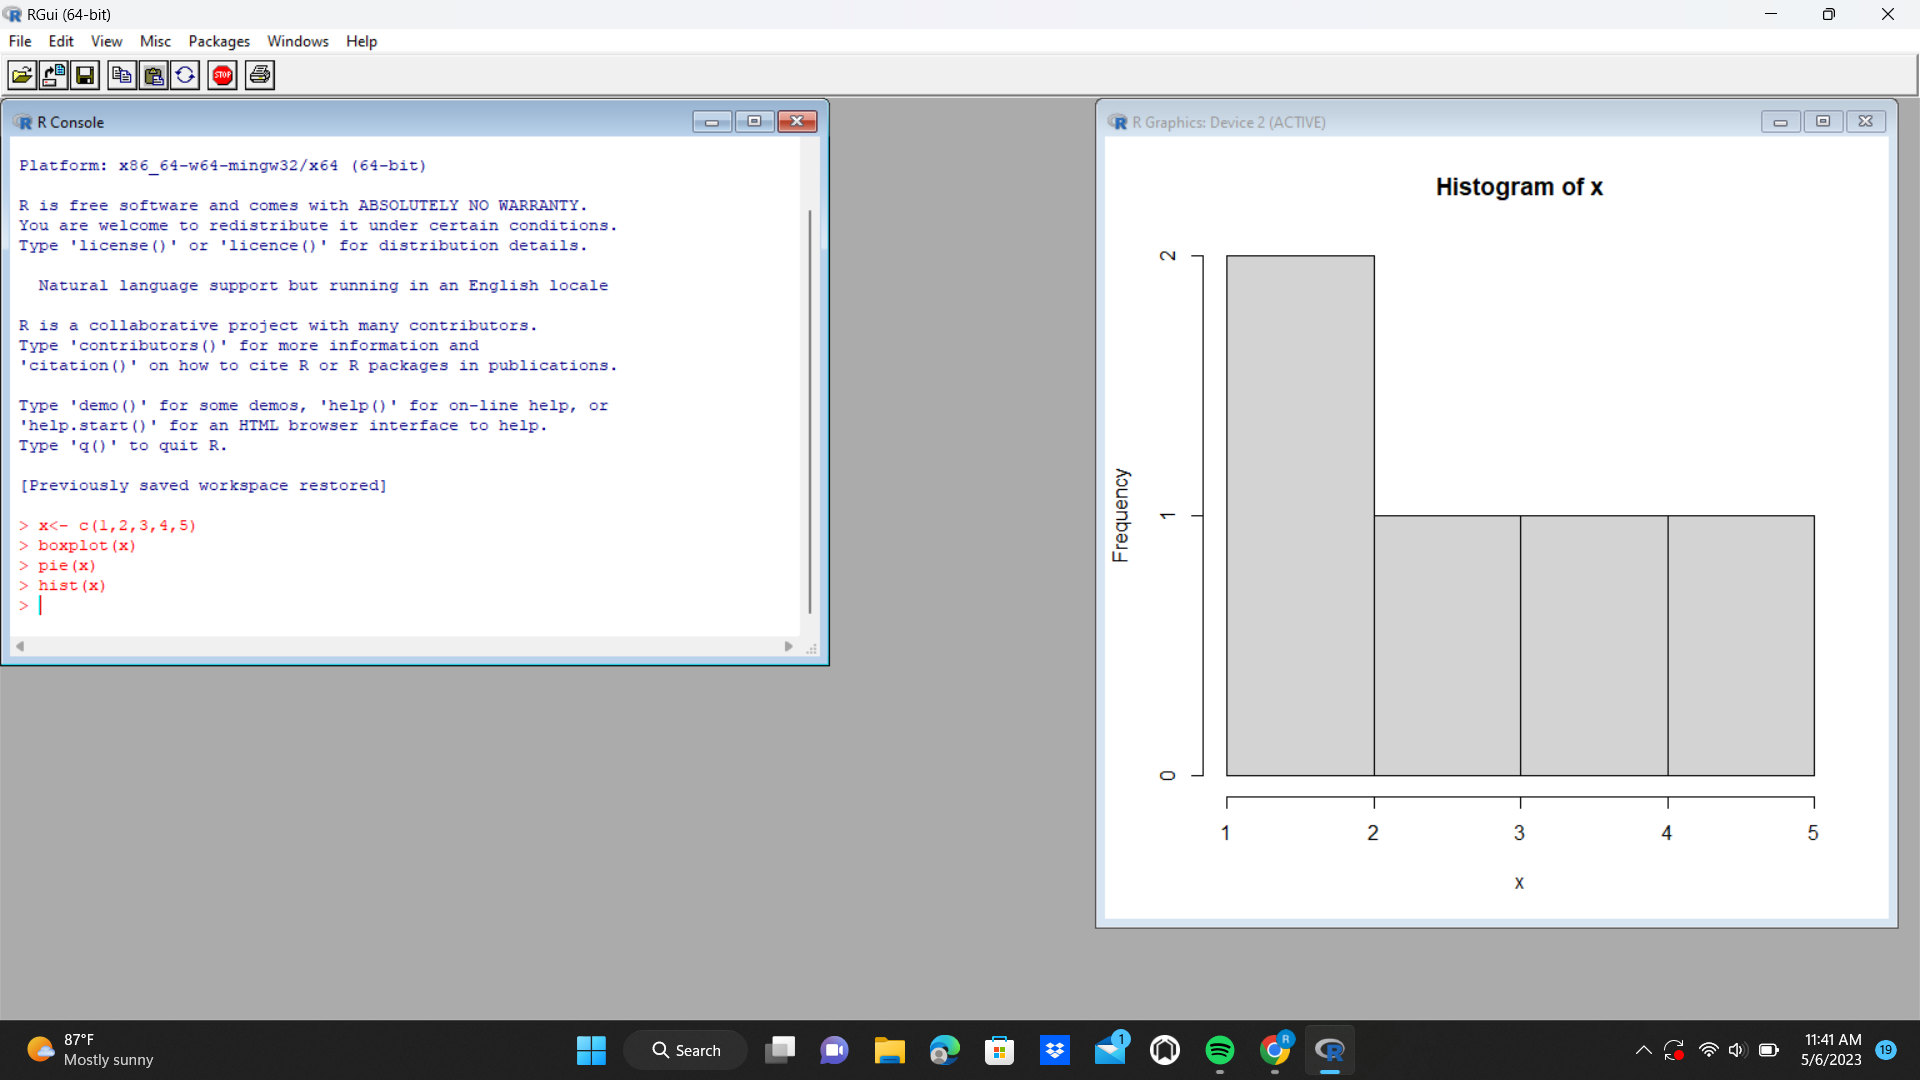 RGui (64-bit)
File Edit View Misc Packages Windows Help
STOP
R Console
Platform: x86_64-w64-mingw32/x64 (64-bit)
R is free software and comes with ABSOLUTELY NO WARRANTY.
You are welcome to redistribute it under certain conditions.
Type 'license()' or 'licence()' for distribution details.
Natural language support but running in an English locale
R is a collaborative project with many contributors.
Type 'contributors()' for more information and
'citation()' on how to cite R or R packages in publications.
Type 'demo()' for some demos, 'help()' for on-line help, or
'help.start()' for an HTML browser interface to help.
Type 'q()' to quit R.
[Previously saved workspace restored]
> x<- c(1,2,3,4,5)
> boxplot(x)
> pie(x)
> hist(x)
>
R Graphics: Device 2 (ACTIVE)
Histogram of x
2
1
0
Frequency
1 2 3 4 5
x
87°F
Mostly sunny
Search
1
R
11:41 AM
5/6/2023
19